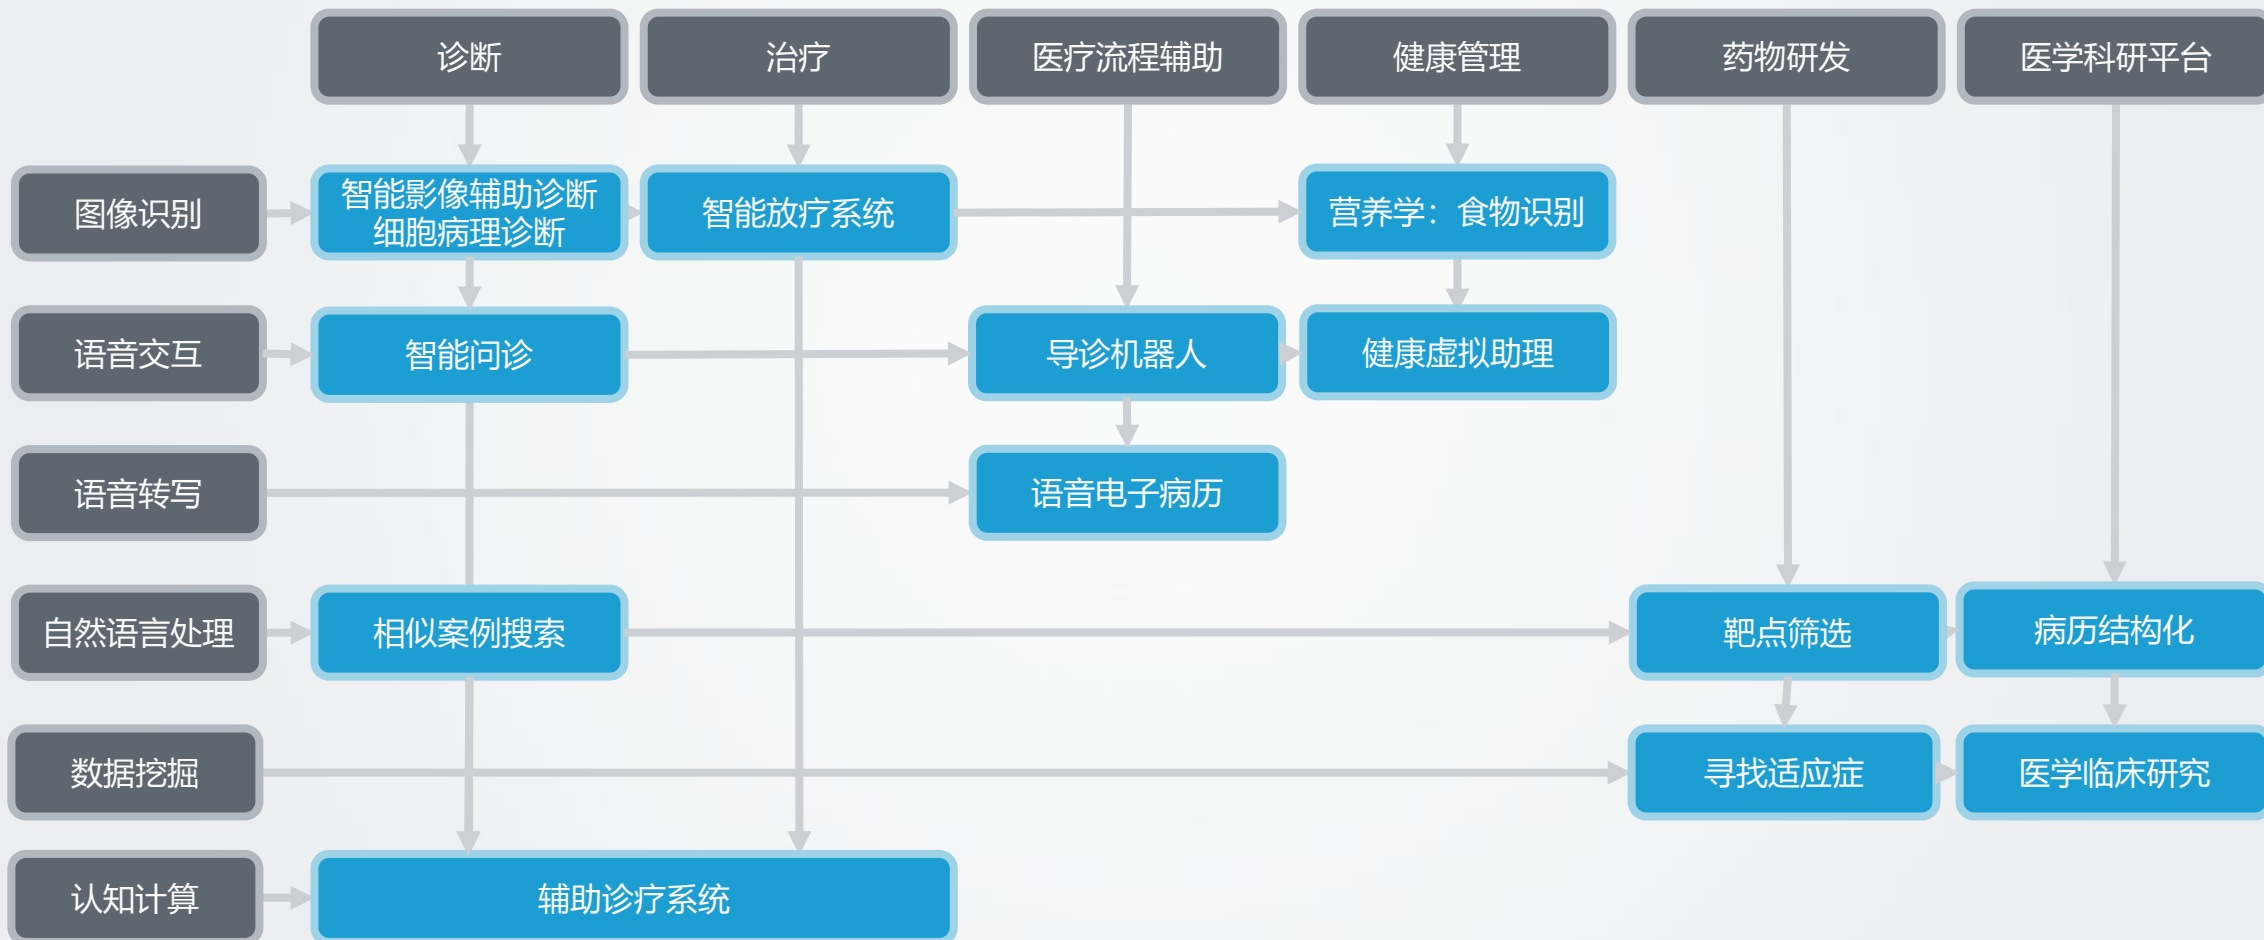 诊断
治疗
医疗流程辅助
健康管理
药物研发
医学科研平台
图像识别
智能影像辅助诊断
细胞病理诊断
智能放疗系统
营养学：食物识别
语音交互
智能问诊
导诊机器人
健康虚拟助理
语音转写
语音电子病历
自然语言处理
相似案例搜索
靶点筛选
病历结构化
数据挖掘
寻找适应症
医学临床研究
认知计算
辅助诊疗系统